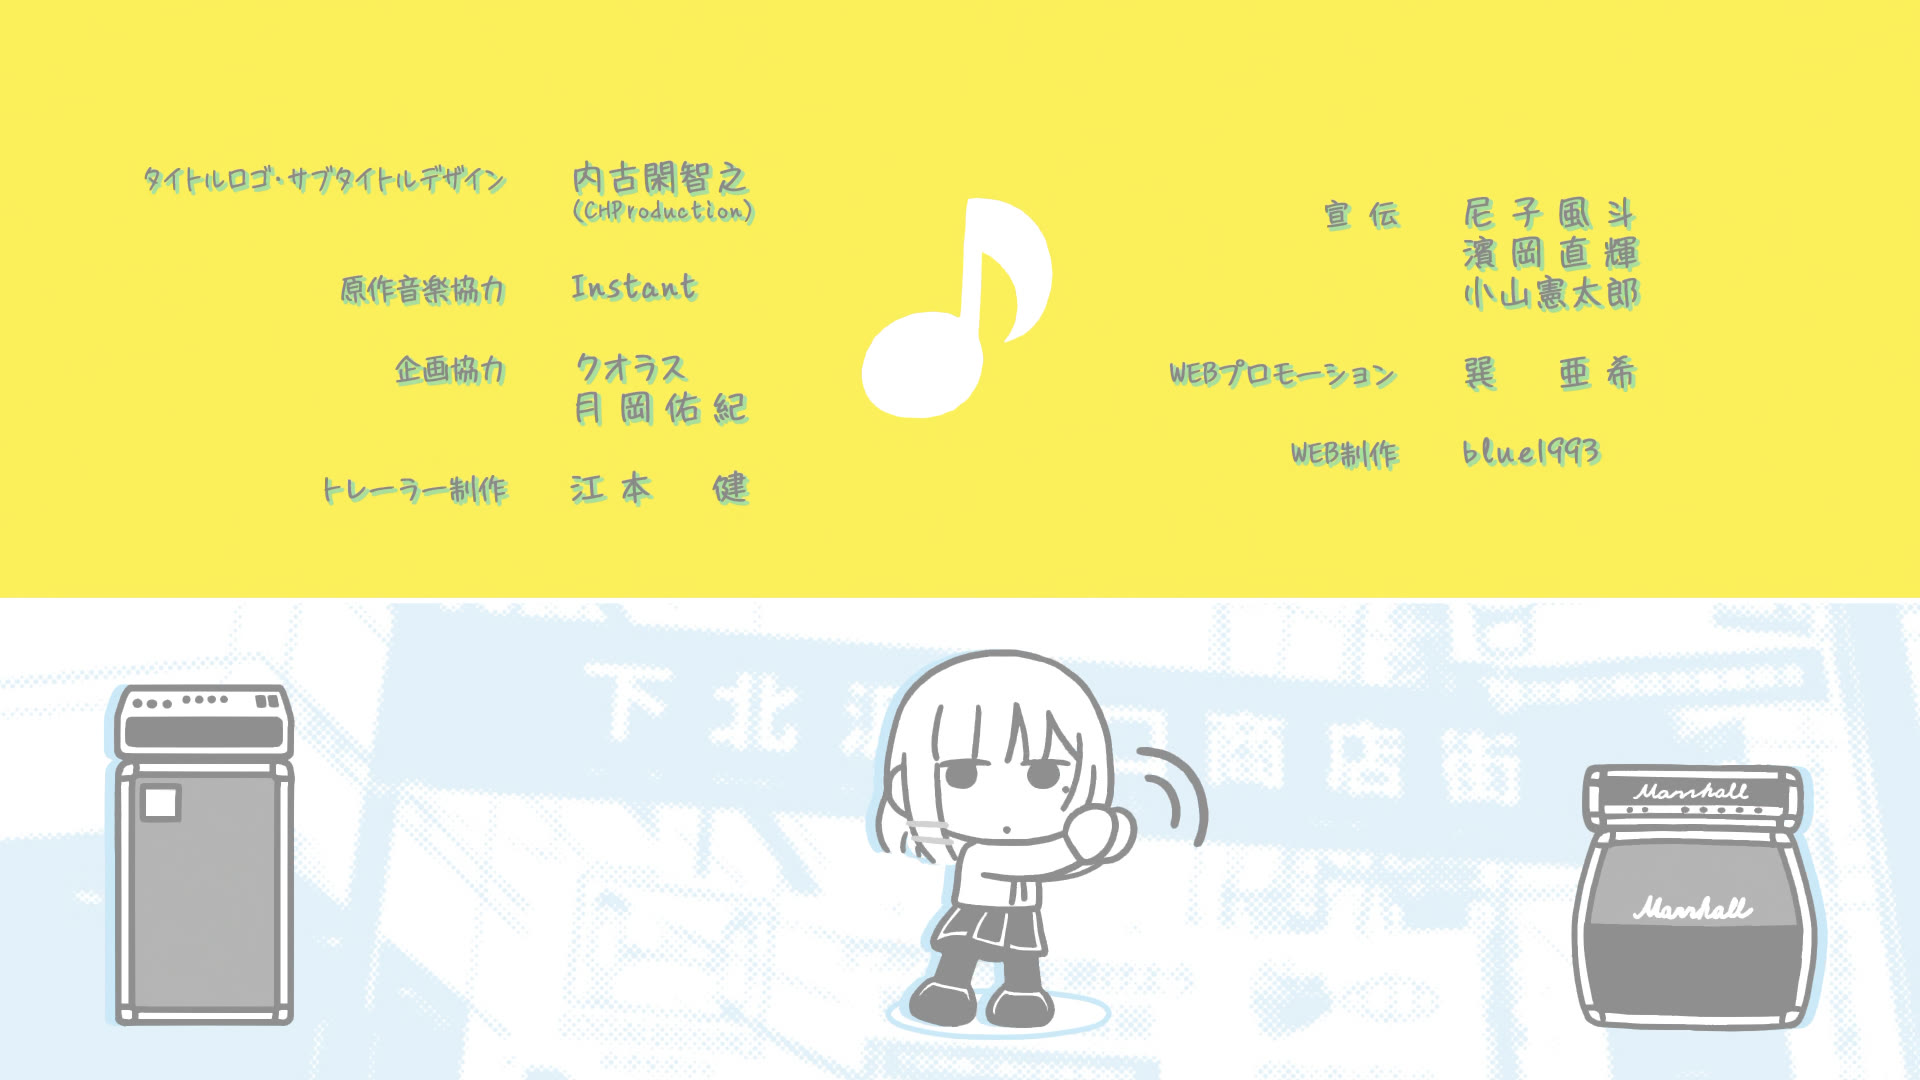 タイトルロゴ・サブタイトルデザイン 内古閑智之
(CHProduction)
原作音楽協力 Instant
企画協力 クオラス
月岡佑紀
トレーラー制作 江本 健
宣伝 尼子風斗
濱岡直輝
小山憲太郎
WEBプロモーション 巽 亜希
WEB制作 blue1993
下北沢 口商店街
Marshall
Marshall